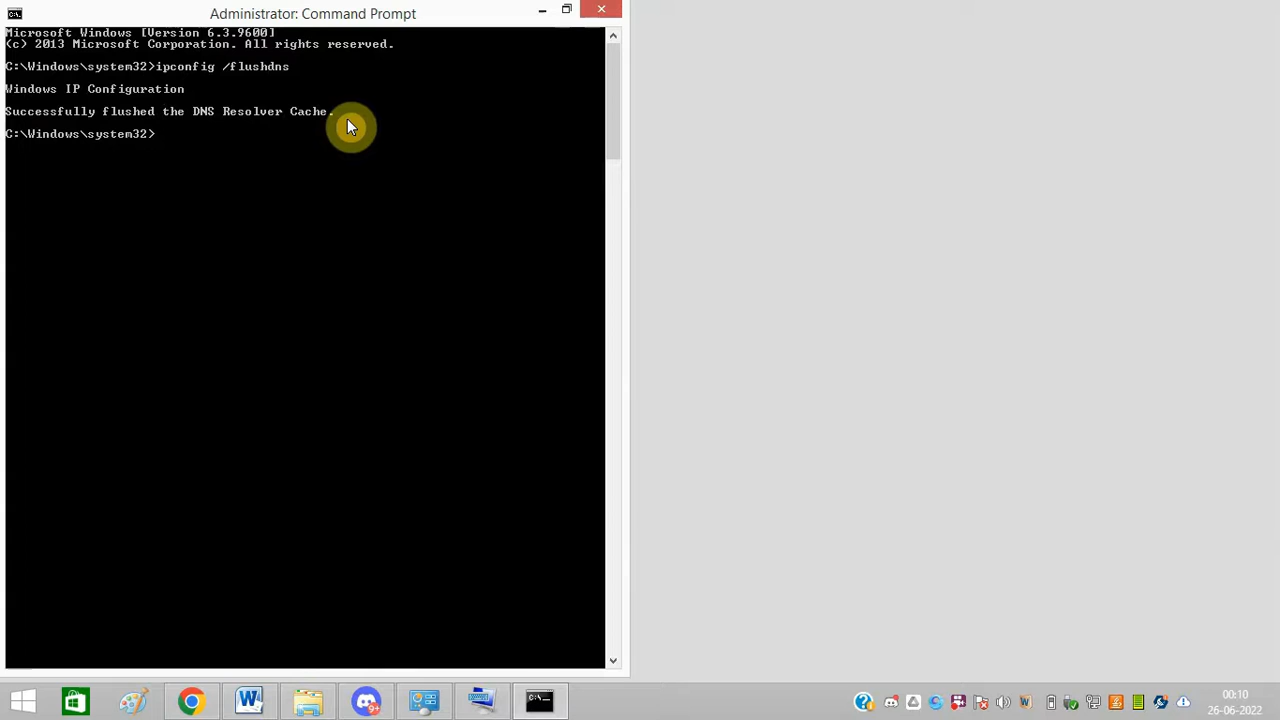 Administrator: Command Prompt
Microsoft Windows [Version 6.3.9600]
(c) 2013 Microsoft Corporation. All rights reserved.
C:\Windows\system32>ipconfig /flushdns
Windows IP Configuration
Successfully flushed the DNS Resolver Cache.
C:\Windows\system32>
00:10
26-06-2022